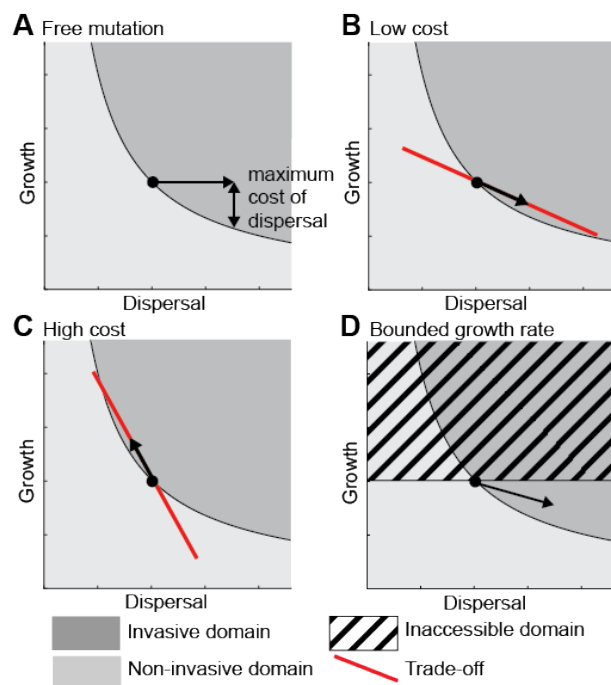 A Free mutation
Growth
maximum
cost of
dispersal
Dispersal
B Low cost
Growth
Dispersal
C High cost
Growth
Dispersal
D Bounded growth rate
Growth
Dispersal
Invasive domain
Inaccessible domain
Non-invasive domain
Trade-off